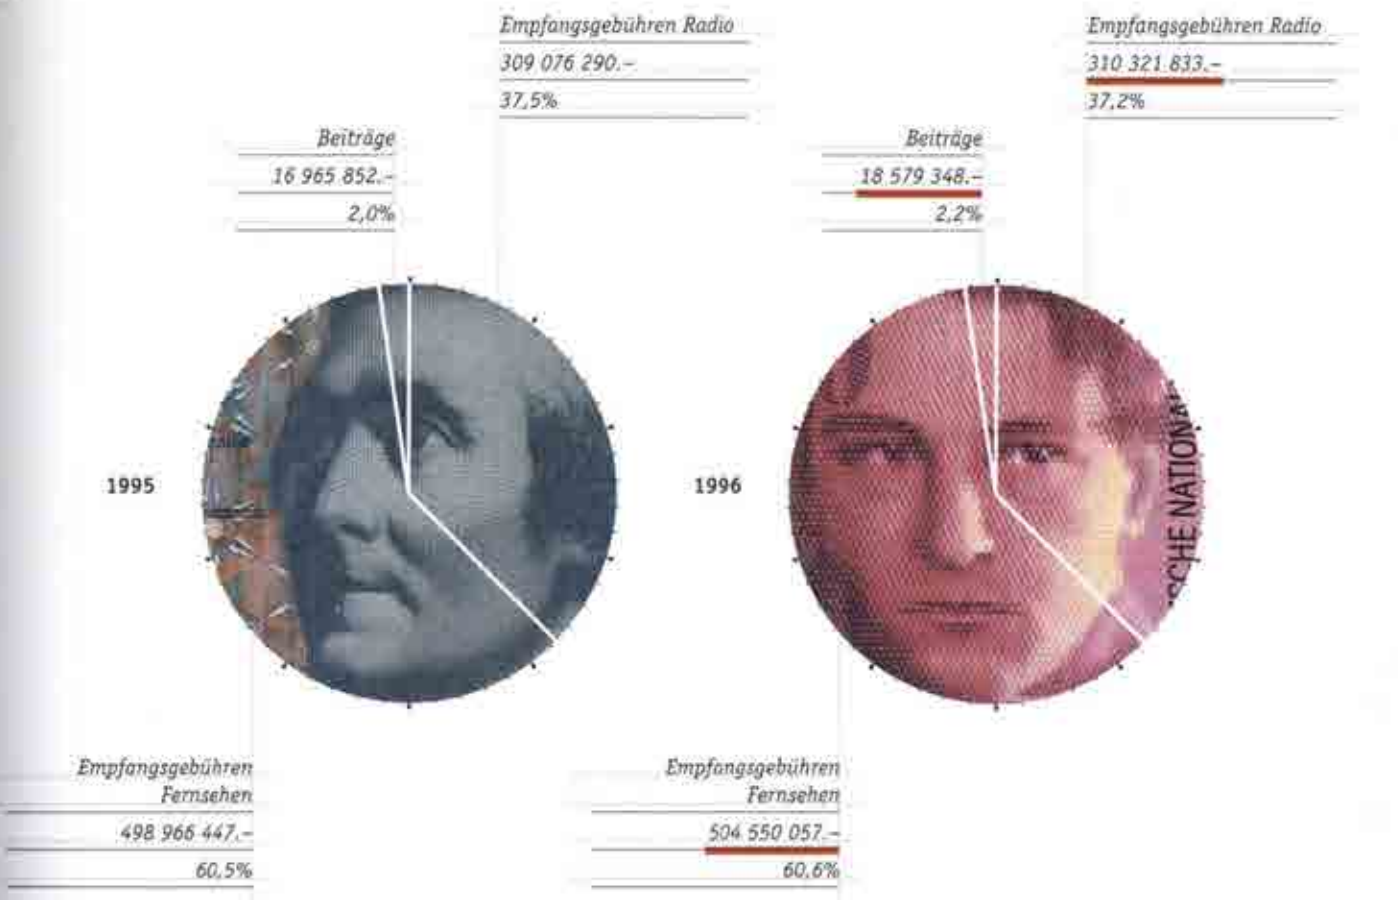 Empfangsgebühren Radio
309 076 290.–
37,5%
Beiträge
16 965 852.–
2,0%
1995
Empfangsgebühren
Fernsehen
498 966 447.–
60,5%
Empfangsgebühren Radio
310 321 833.–
37,2%
Beiträge
18 579 348.–
2,2%
1996
SCHE NATIONAL
Empfangsgebühren
Fernsehen
504 550 057.–
60,6%